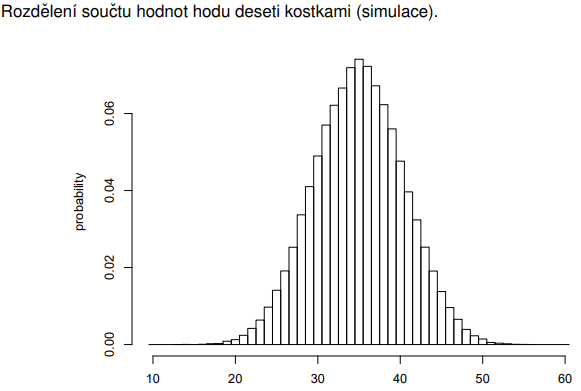 Rozdělení součtu hodnot hodu deseti kostkami (simulace).
probability
0.00
0.02
0.04
0.06
10 20 30 40 50 60